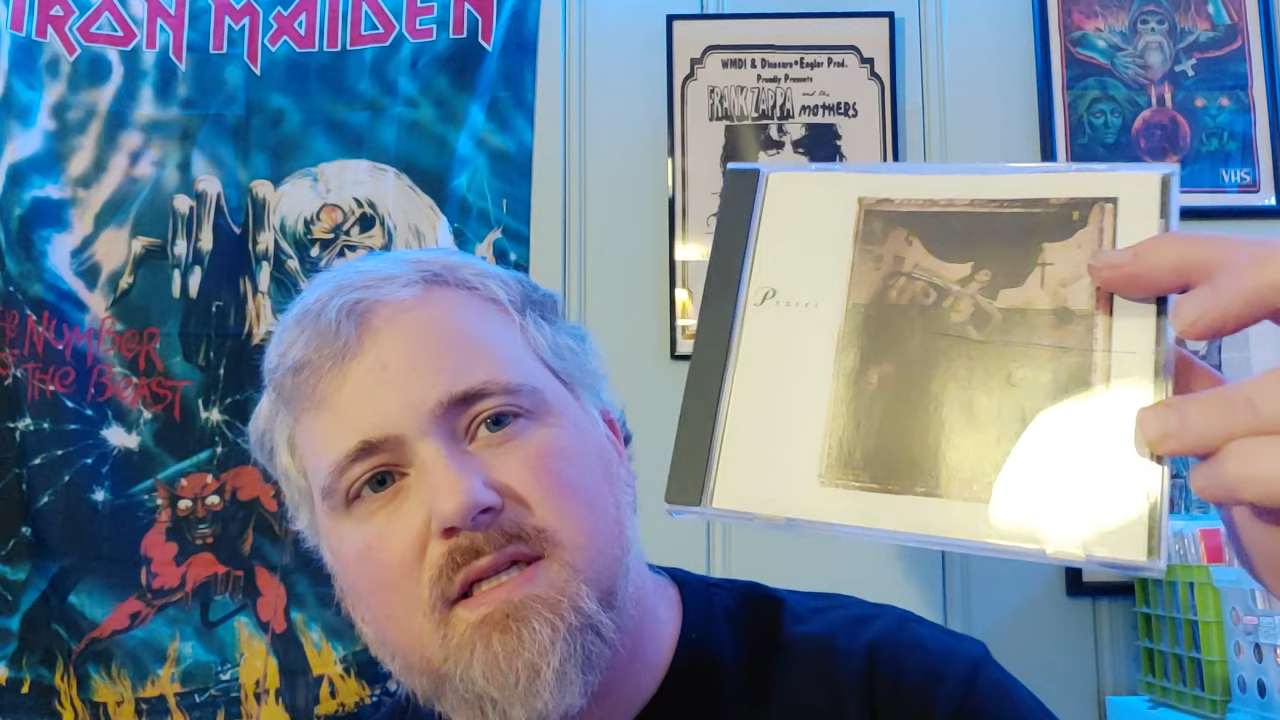 IRON MAIDEN
NUMBER
OF THE BEAST
WMDI & Dinosaur•Engler Prod.
Proudly Presents
FRANK ZAPPA and the MOTHERS
PIXIES
VHS